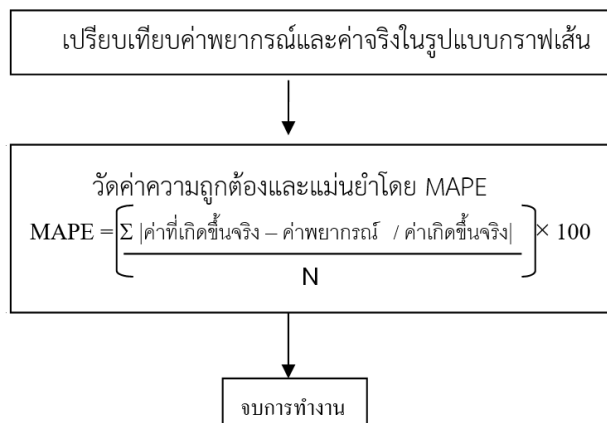 เปรียบเทียบค่าพยากรณ์และค่าจริงในรูปแบบกราฟเส้น
วัดค่าความถูกต้องและแม่นยำโดย MAPE
MAPE = [Σ |ค่าที่เกิดขึ้นจริง – ค่าพยากรณ์ / ค่าเกิดขึ้นจริง|] × 100
N
จบการทำงาน